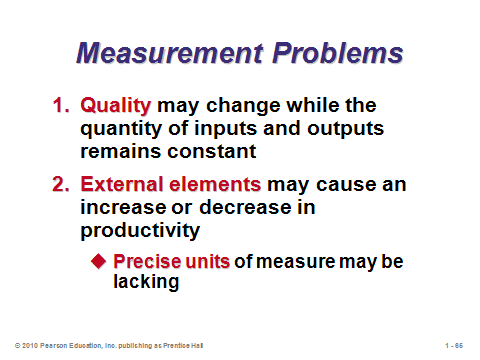 Measurement Problems
1. Quality may change while the
quantity of inputs and outputs
remains constant
2. External elements may cause an
increase or decrease in
productivity
◆ Precise units of measure may be
lacking
© 2010 Pearson Education, Inc. publishing as Prentice Hall
1 - 65